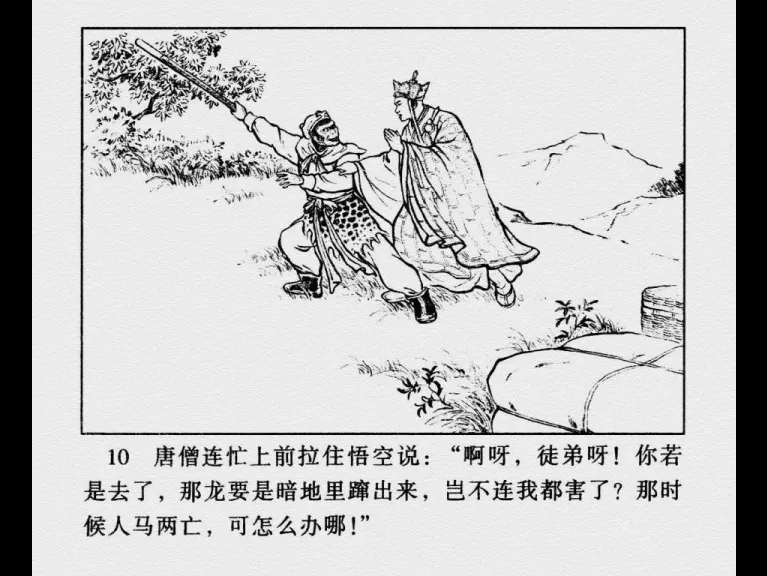 10 唐僧连忙上前拉住悟空说：“啊呀，徒弟呀！你若
是去了，那龙要是暗地里蹿出来，岂不连我都害了？那时
候人马两亡，可怎么办哪！”